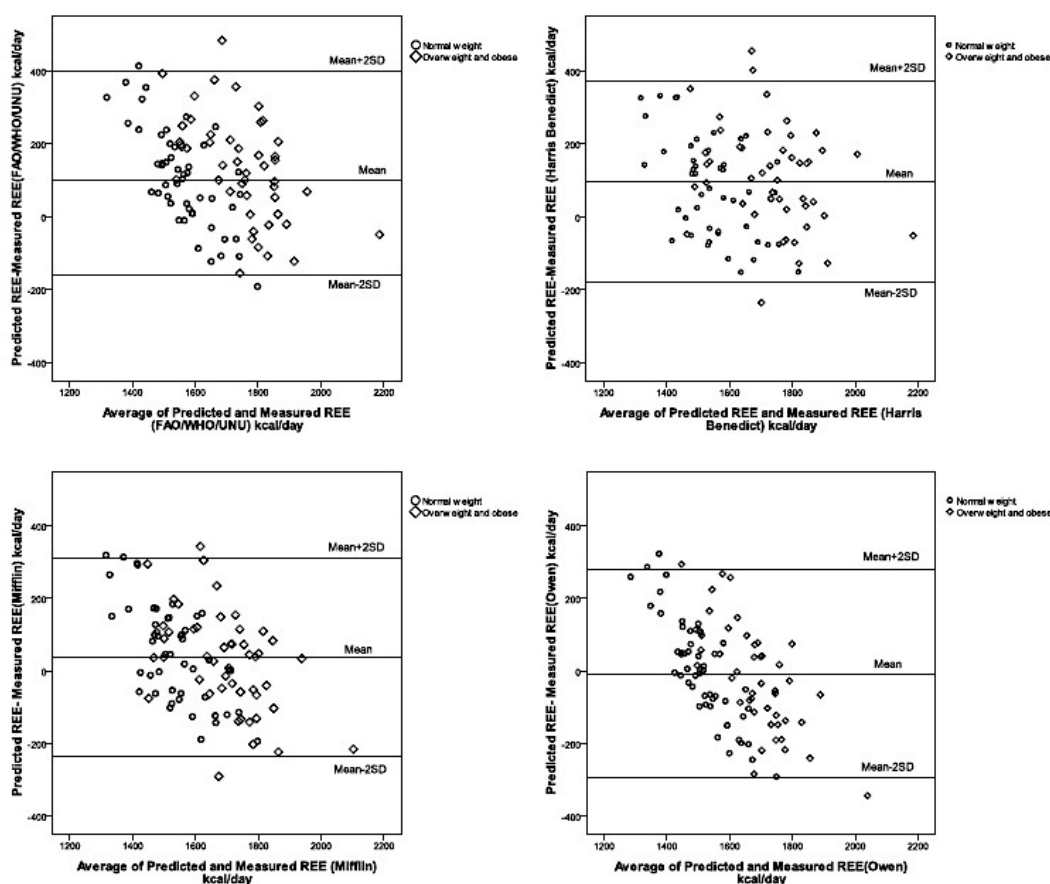 Predicted REE-Measured REE(FAO/WHO/UNU) kcal/day
400
200
0
-200
-400
Mean+2SD
Mean
Mean-2SD
Normal weight
Overweight and obese
1200 1400 1600 1800 2000 2200
Average of Predicted and Measured REE
(FAO/WHO/UNU) kcal/day
Predicted REE-Measured REE (Harris Benedict) kcal/day
400
200
0
-200
-400
Mean+2SD
Mean
Mean-2SD
Normal weight
Overweight and obese
1200 1400 1600 1800 2000 2200
Average of Predicted REE and Measured REE (Harris
Benedict) kcal/day
Predicted REE- Measured REE(Mifflin) kcal/day
400
200
0
-200
-400
Mean+2SD
Mean
Mean-2SD
Normal weight
Overweight and obese
1200 1400 1600 1800 2000 2200
Average of Predicted and Measured REE (Mifflin)
kcal/day
Predicted REE- Measured REE(Owen) kcal/day
400
200
0
-200
-400
Mean+2SD
Mean
Mean-2SD
Normal weight
Overweight and obese
1200 1400 1600 1800 2000 2200
Average of Predicted and Measured REE(Owen)
kcal/day